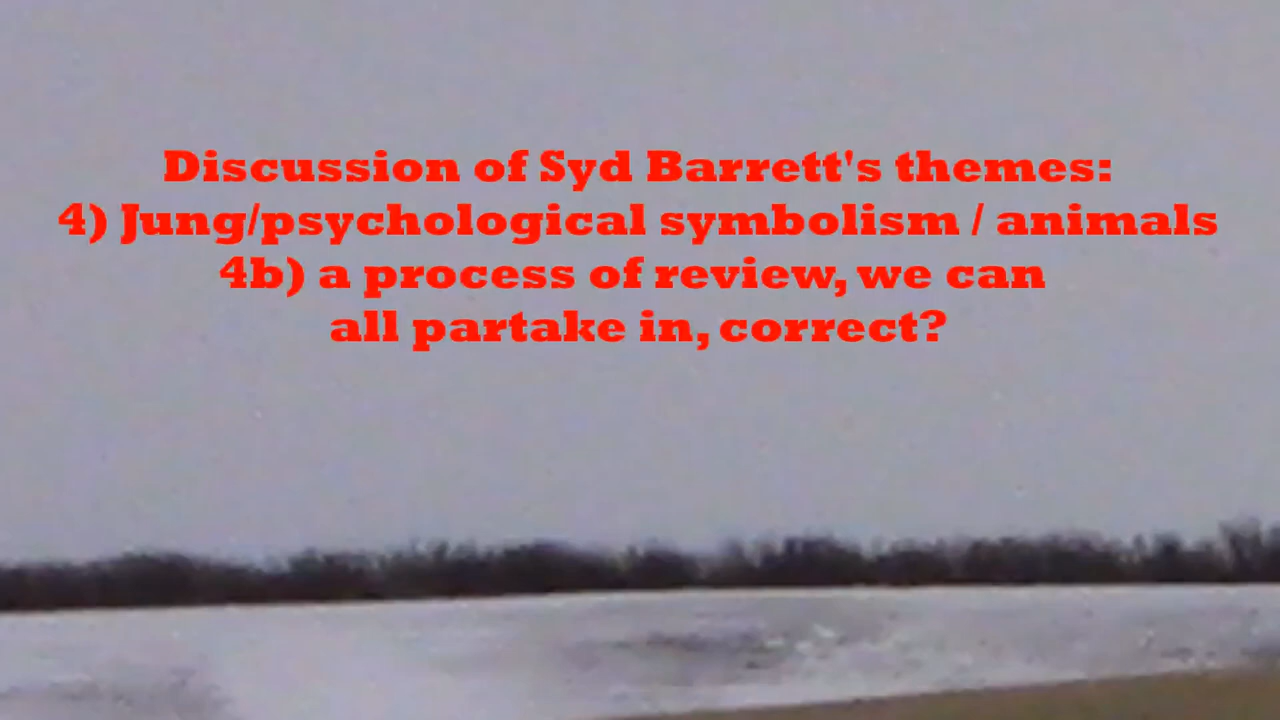 Discussion of Syd Barrett's themes:
4) Jung/psychological symbolism / animals
4b) a process of review, we can
all partake in, correct?